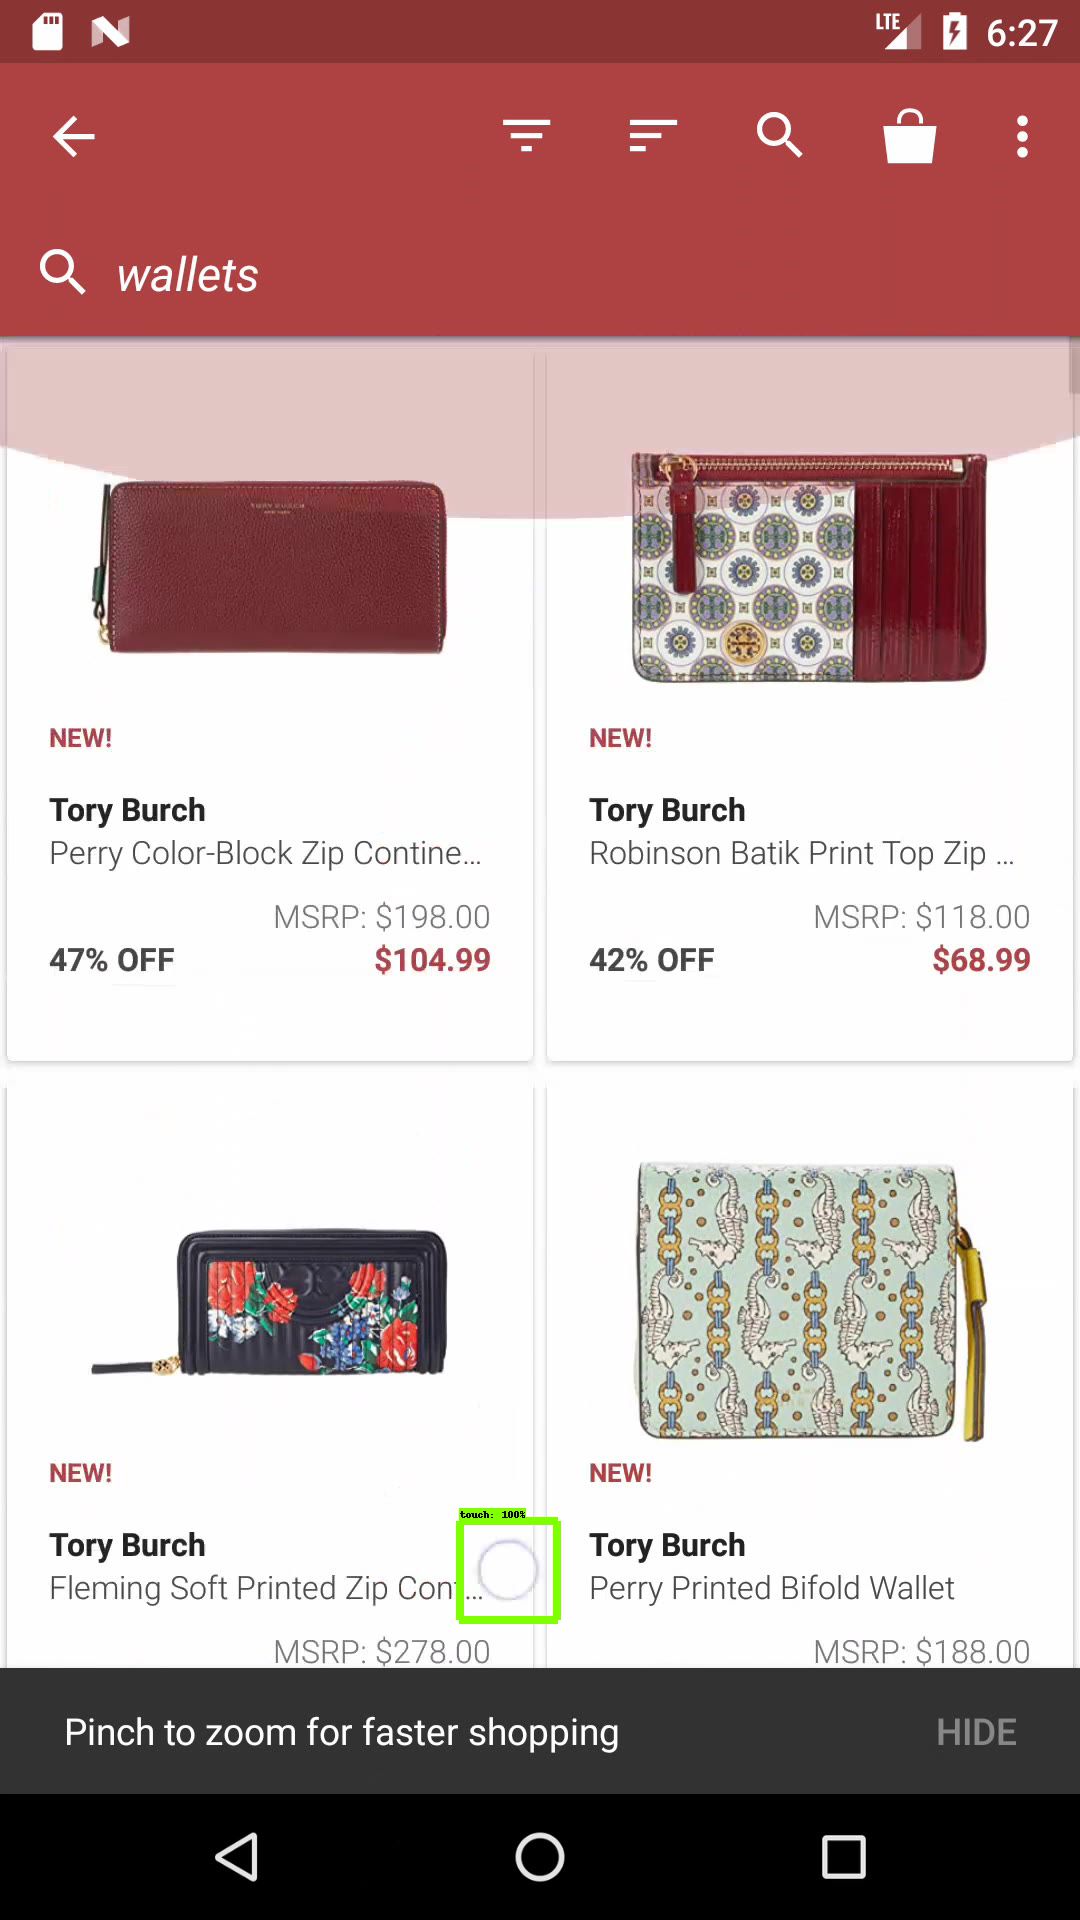 LTE 6:27
wallets
TORY BURCH
NEW! NEW!
Tory Burch Tory Burch
Perry Color-Block Zip Contine... Robinson Batik Print Top Zip ...
MSRP: $198.00 MSRP: $118.00
47% OFF $104.99 42% OFF $68.99
NEW! NEW!
touch: 100%
Tory Burch Tory Burch
Fleming Soft Printed Zip Cont... Perry Printed Bifold Wallet
MSRP: $278.00 MSRP: $188.00
Pinch to zoom for faster shopping HIDE